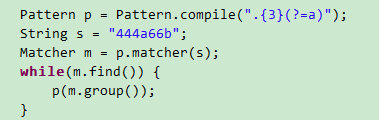 Pattern p = Pattern.compile(".{3}(?=a)");
String s = "444a66b";
Matcher m = p.matcher(s);
while(m.find()) {
    p(m.group());
}